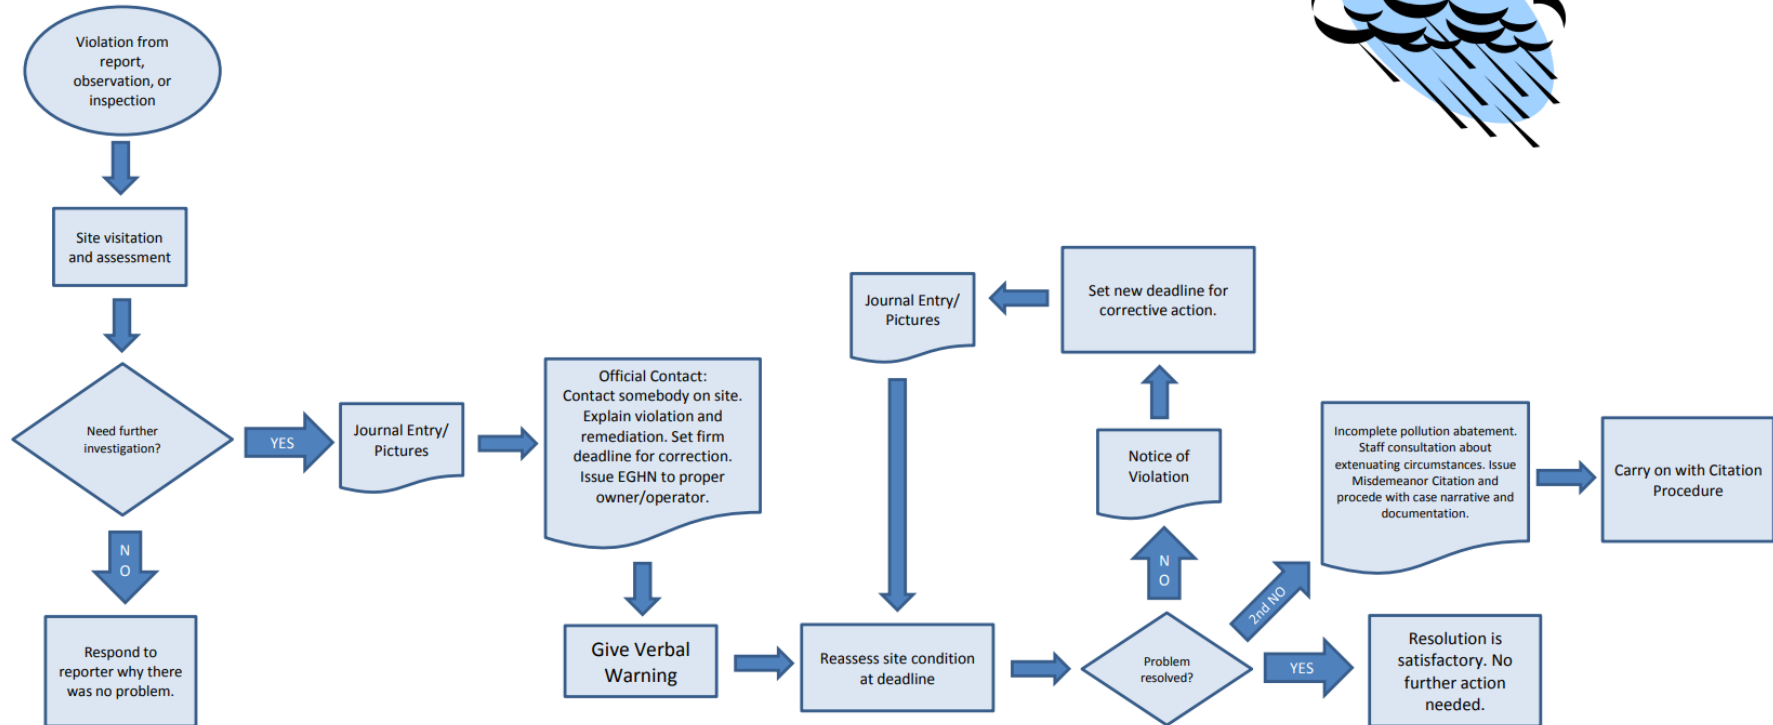 Violation from
report,
observation, or
inspection
Site visitation
and assessment
Need further
investigation?
YES
N
O
Respond to
reporter why there
was no problem.
Journal Entry/
Pictures
Official Contact:
Contact somebody on site.
Explain violation and
remediation. Set firm
deadline for correction.
Issue EGHN to proper
owner/operator.
Give Verbal
Warning
Reassess site condition
at deadline
Problem
resolved?
N
O
Notice of
Violation
Set new deadline for
corrective action.
Journal Entry/
Pictures
2nd NO
Incomplete pollution abatement.
Staff consultation about
extenuating circumstances. Issue
Misdemeanor Citation and
procede with case narrative and
documentation.
Carry on with Citation
Procedure
YES
Resolution is
satisfactory. No
further action
needed.